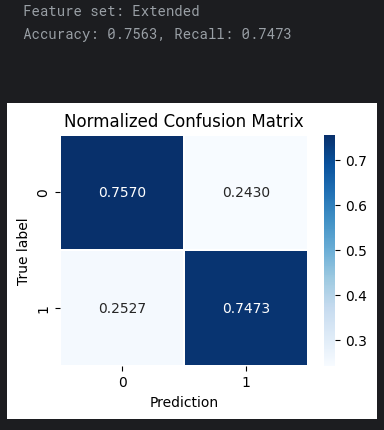 Feature set: Extended
Accuracy: 0.7563, Recall: 0.7473
Normalized Confusion Matrix
True label
0
0.7570
0.2430
1
0.2527
0.7473
0
1
Prediction
0.7
0.6
0.5
0.4
0.3